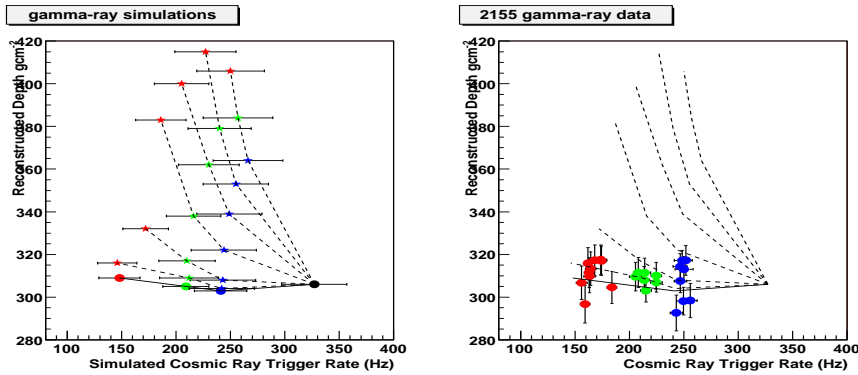 gamma-ray simulations
Reconstructed Depth gcm-2
420
400
380
360
340
320
300
280
100 150 200 250 300 350 400
Simulated Cosmic Ray Trigger Rate (Hz)
2155 gamma-ray data
Reconstructed Depth gcm-2
420
400
380
360
340
320
300
280
100 150 200 250 300 350 400
Cosmic Ray Trigger Rate (Hz)